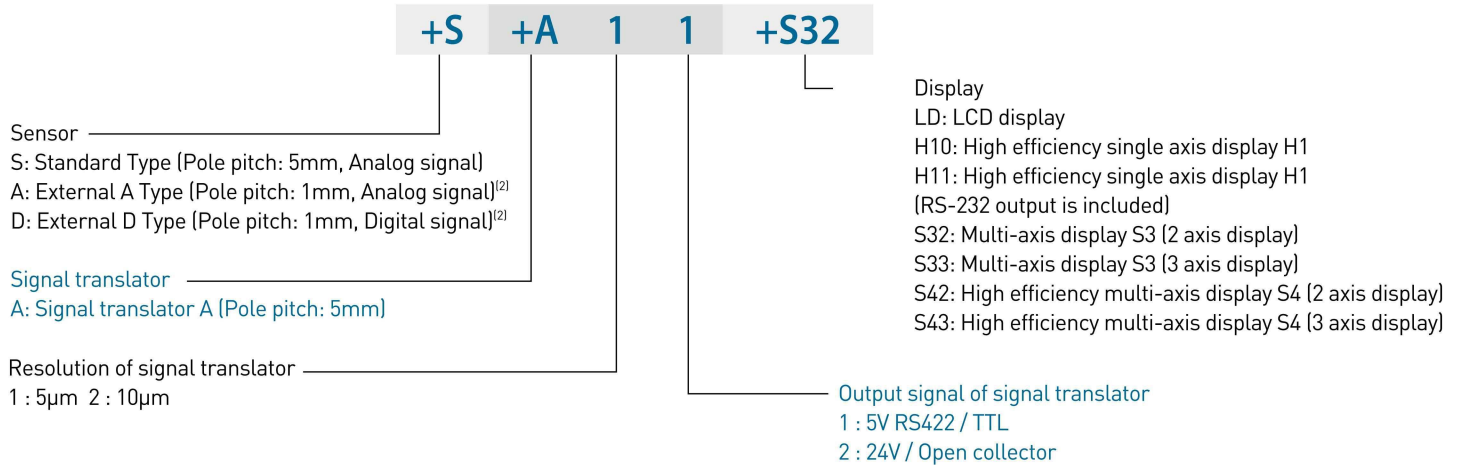 +S +A 1 1 +S32
Sensor
S: Standard Type (Pole pitch: 5mm, Analog signal)
A: External A Type (Pole pitch: 1mm, Analog signal)(2)
D: External D Type (Pole pitch: 1mm, Digital signal)(2)
Signal translator
A: Signal translator A (Pole pitch: 5mm)
Resolution of signal translator
1 : 5µm 2 : 10µm
Display
LD: LCD display
H10: High efficiency single axis display H1
H11: High efficiency single axis display H1
(RS-232 output is included)
S32: Multi-axis display S3 (2 axis display)
S33: Multi-axis display S3 (3 axis display)
S42: High efficiency multi-axis display S4 (2 axis display)
S43: High efficiency multi-axis display S4 (3 axis display)
Output signal of signal translator
1 : 5V RS422 / TTL
2 : 24V / Open collector